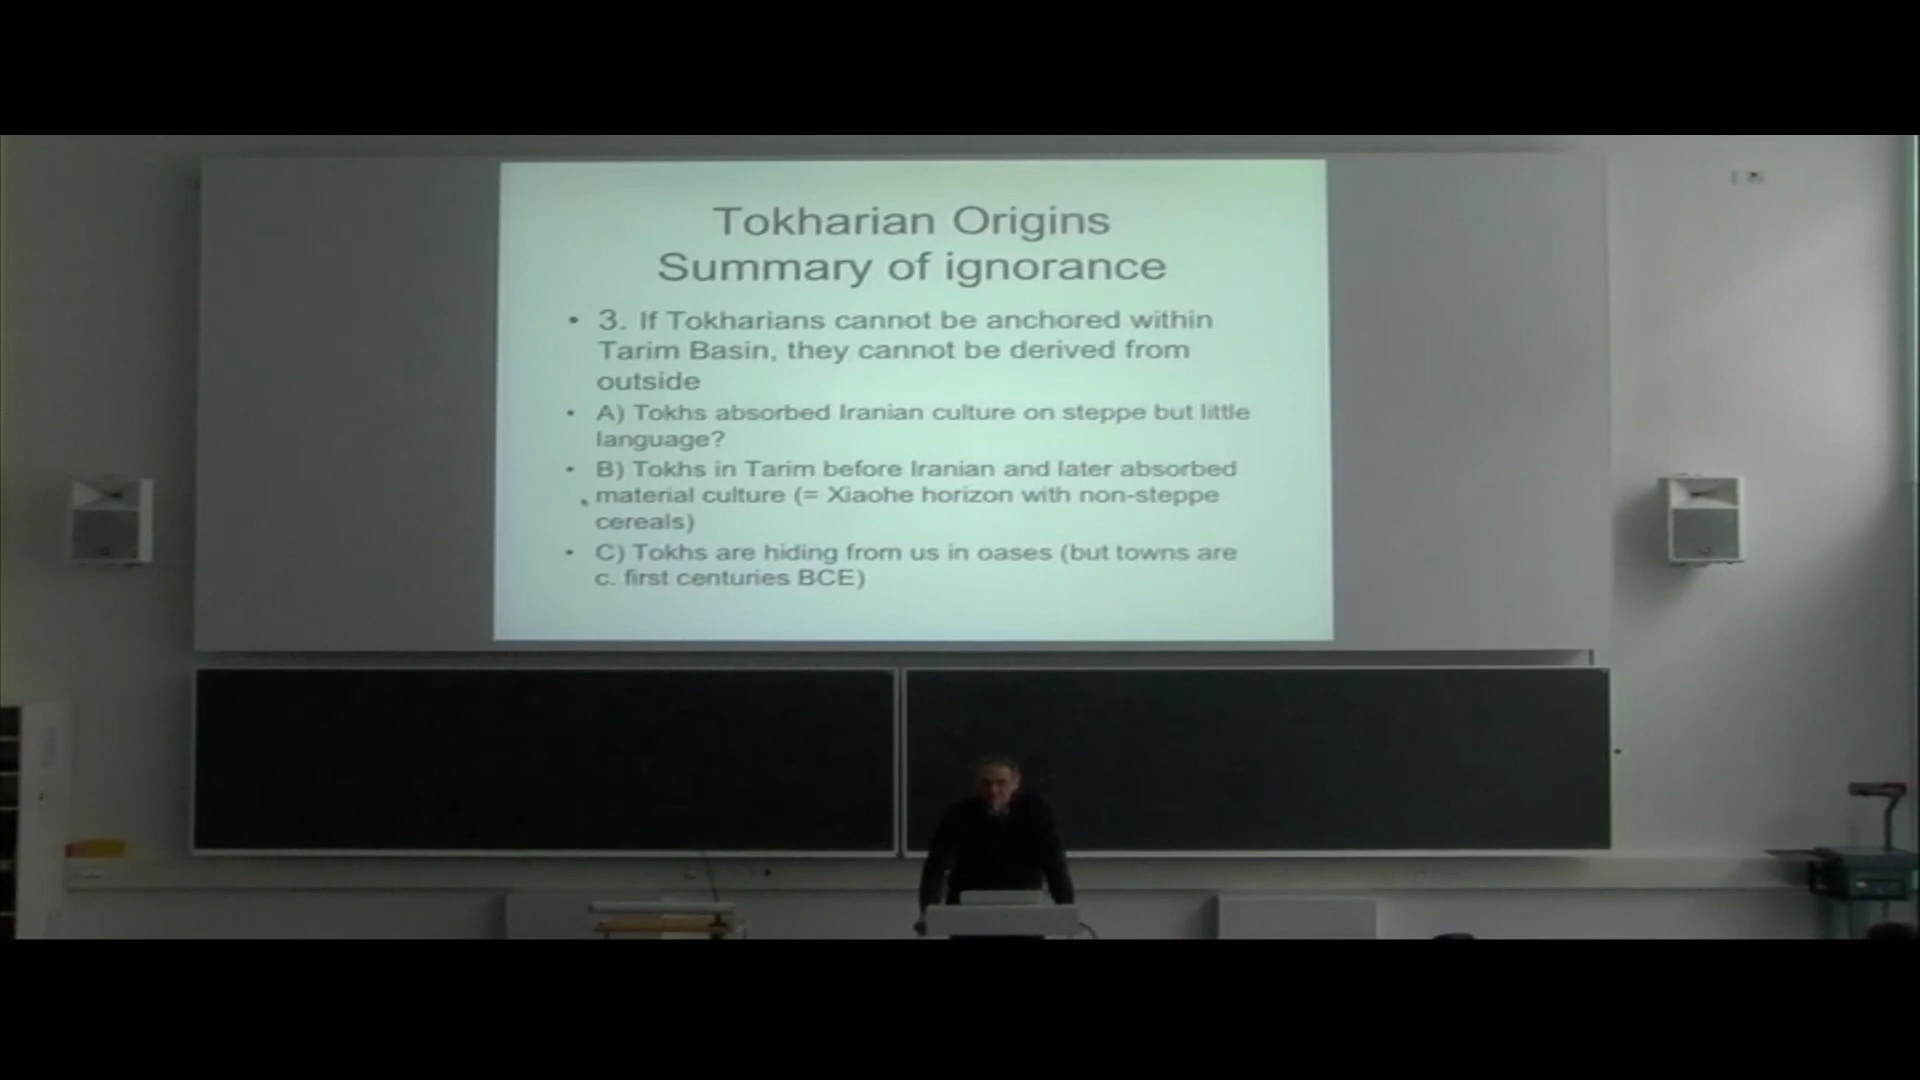 Tokharian Origins
Summary of ignorance
• 3. If Tokharians cannot be anchored within
Tarim Basin, they cannot be derived from
outside
• A) Tokhs absorbed Iranian culture on steppe but little
language?
• B) Tokhs in Tarim before Iranian and later absorbed
material culture (= Xiaohe horizon with non-steppe
cereals)
• C) Tokhs are hiding from us in oases (but towns are
c. first centuries BCE)